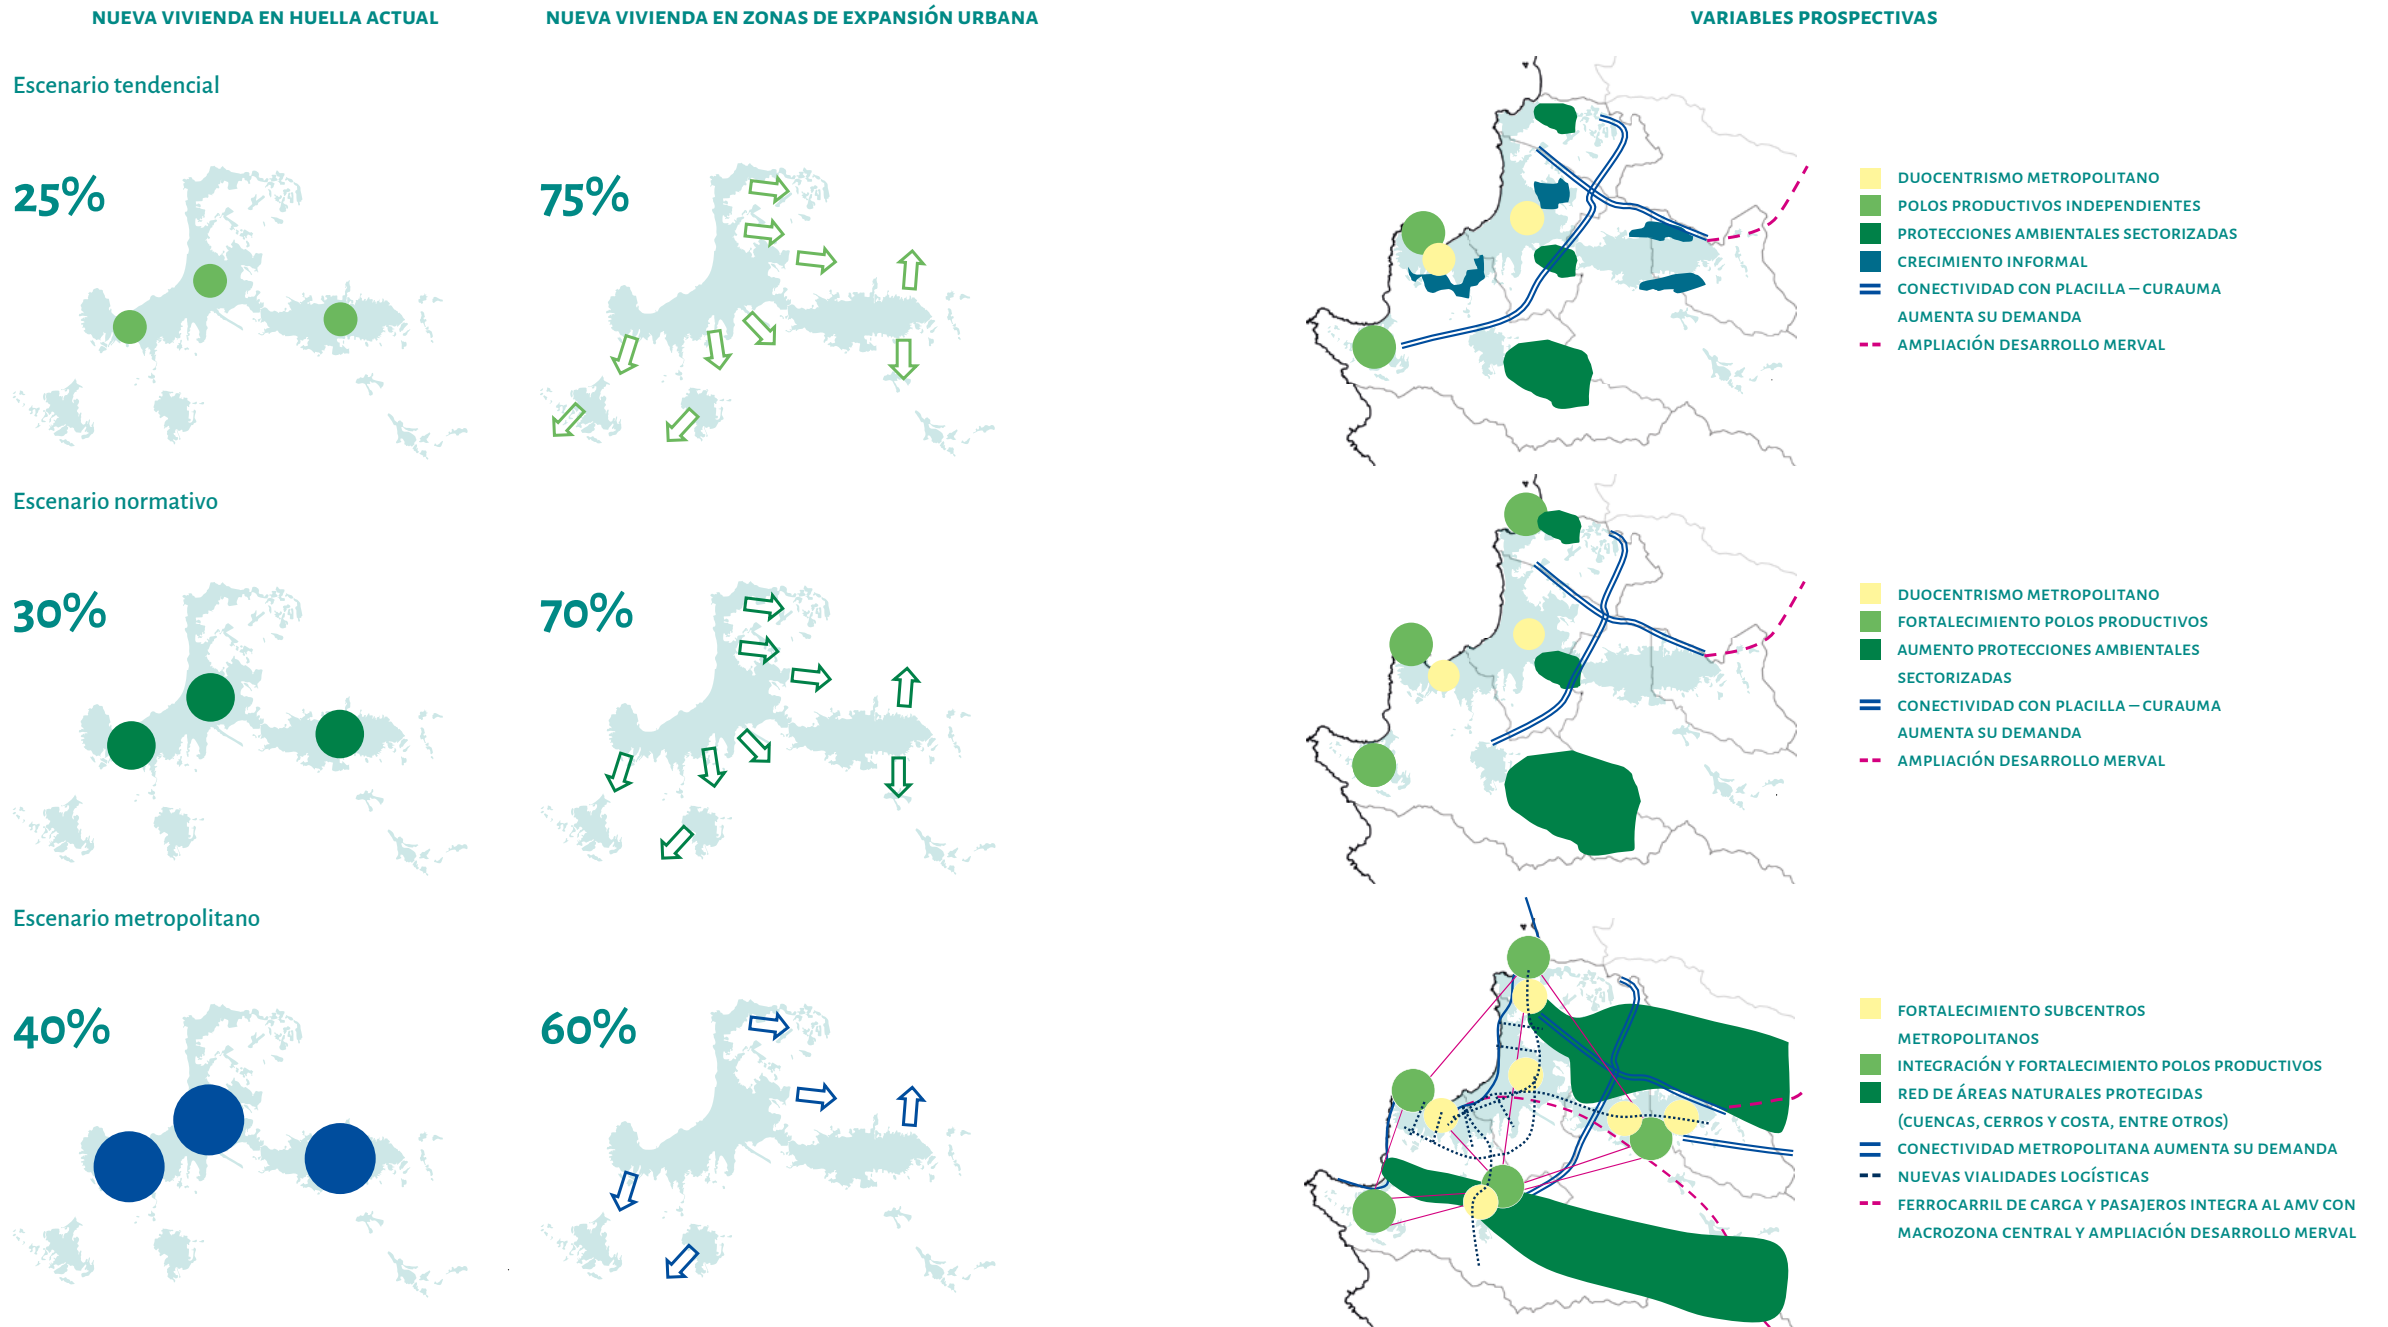 NUEVA VIVIENDA EN HUELLA ACTUAL
NUEVA VIVIENDA EN ZONAS DE EXPANSIÓN URBANA
VARIABLES PROSPECTIVAS
Escenario tendencial
25%
75%
DUOCENTRISMO METROPOLITANO
POLOS PRODUCTIVOS INDEPENDIENTES
PROTECCIONES AMBIENTALES SECTORIZADAS
CRECIMIENTO INFORMAL
CONECTIVIDAD CON PLACILLA – CURAUMA
AUMENTA SU DEMANDA
AMPLIACIÓN DESARROLLO MERVAL
Escenario normativo
30%
70%
DUOCENTRISMO METROPOLITANO
FORTALECIMIENTO POLOS PRODUCTIVOS
AUMENTO PROTECCIONES AMBIENTALES
SECTORIZADAS
CONECTIVIDAD CON PLACILLA – CURAUMA
AUMENTA SU DEMANDA
AMPLIACIÓN DESARROLLO MERVAL
Escenario metropolitano
40%
60%
FORTALECIMIENTO SUBCENTROS
METROPOLITANOS
INTEGRACIÓN Y FORTALECIMIENTO POLOS PRODUCTIVOS
RED DE ÁREAS NATURALES PROTEGIDAS
(CUENCAS, CERROS Y COSTA, ENTRE OTROS)
CONECTIVIDAD METROPOLITANA AUMENTA SU DEMANDA
NUEVAS VIALIDADES LOGÍSTICAS
FERROCARRIL DE CARGA Y PASAJEROS INTEGRA AL AMV CON
MACROZONA CENTRAL Y AMPLIACIÓN DESARROLLO MERVAL